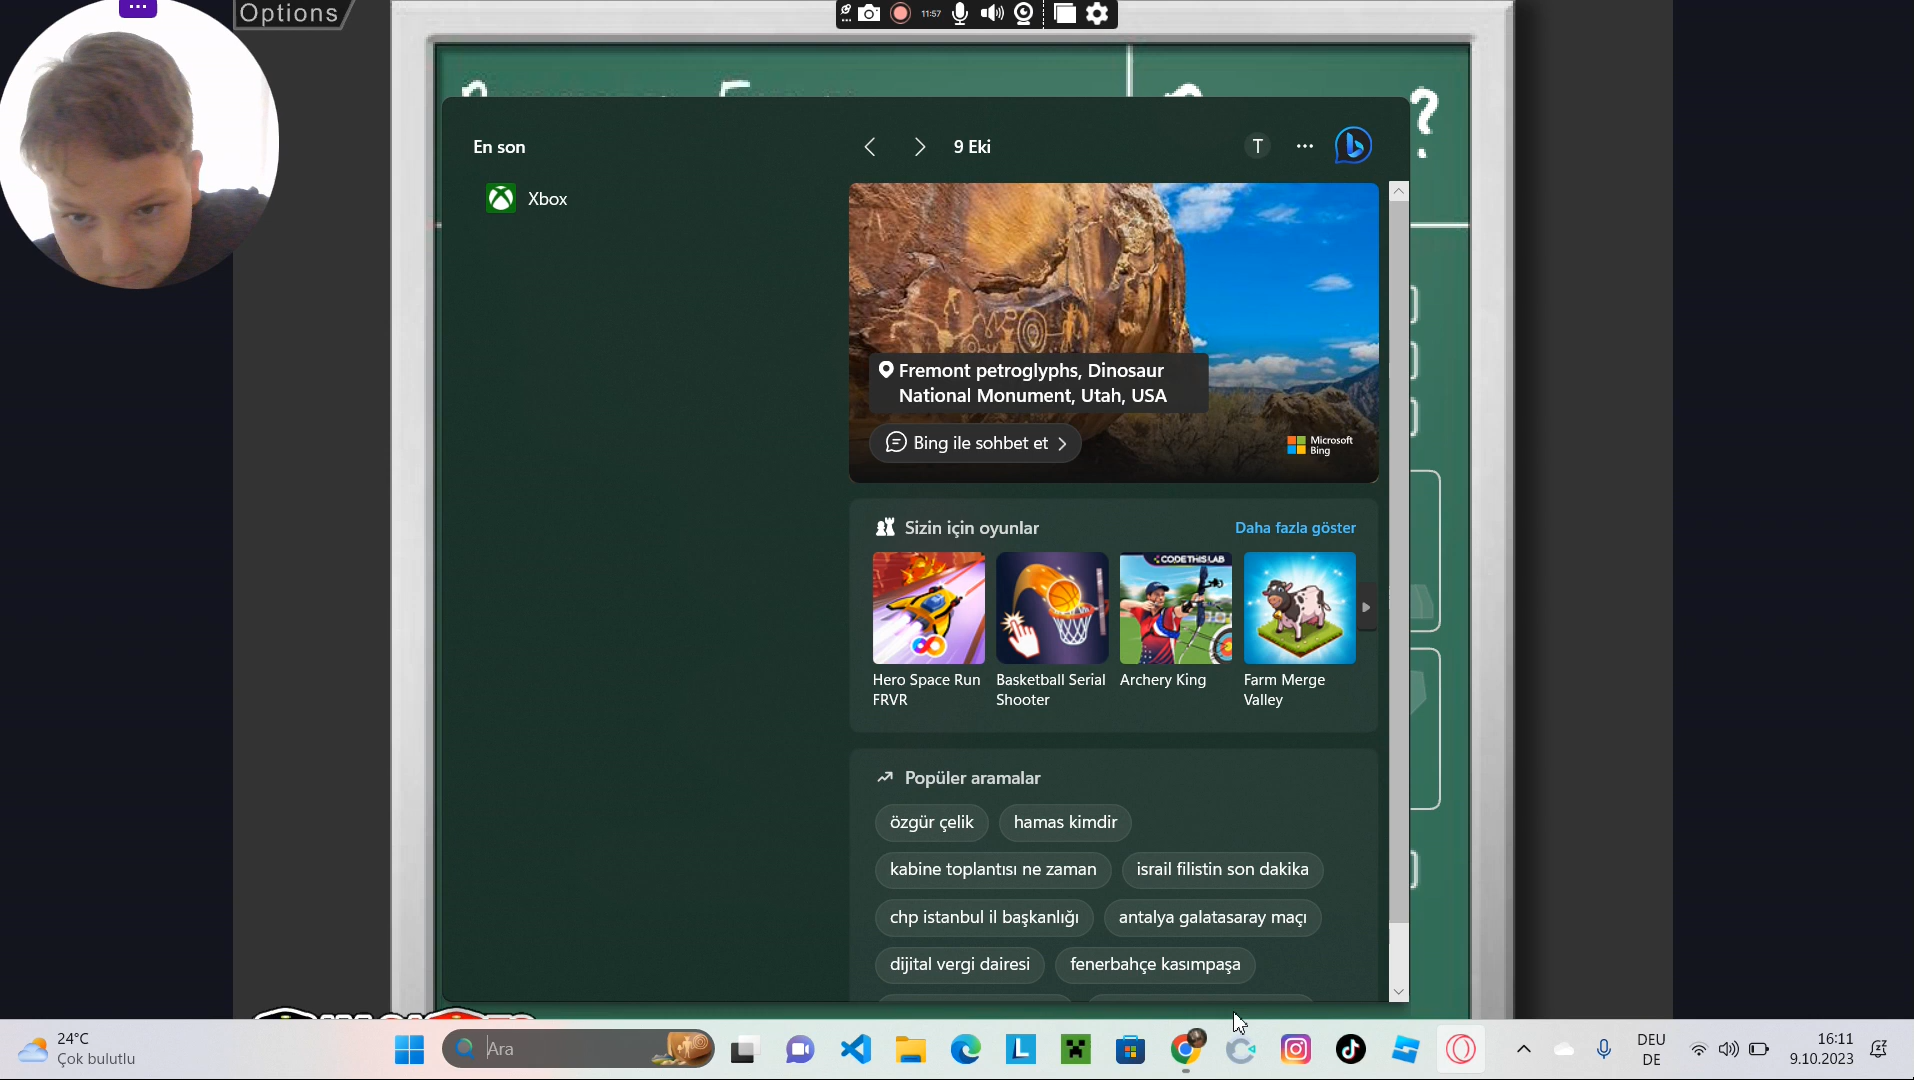 Options
11:57
?
En son
9 Eki
T
Xbox
Fremont petroglyphs, Dinosaur
National Monument, Utah, USA
Bing ile sohbet et
Microsoft
Bing
Sizin için oyunlar
Daha fazla göster
CODETHISLAB
Hero Space Run
FRVR
Basketball Serial
Shooter
Archery King
Farm Merge
Valley
Popüler aramalar
özgür çelik
hamas kimdir
kabine toplantısı ne zaman
israil filistin son dakika
chp istanbul il başkanlığı
antalya galatasaray maçı
dijital vergi dairesi
fenerbahçe kasımpaşa
24°C
Çok bulutlu
Ara
DEU
DE
16:11
9.10.2023